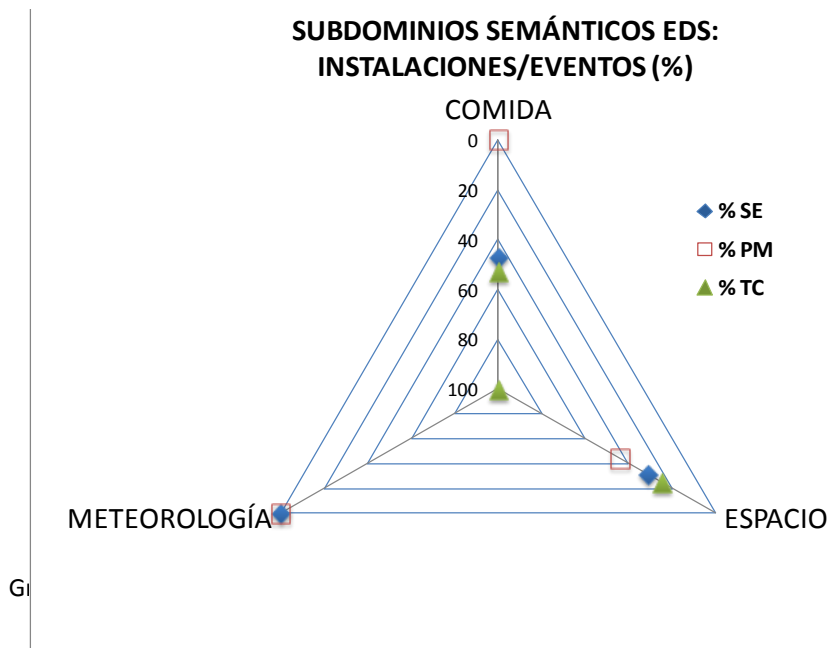 SUBDOMINIOS SEMÁNTICOS EDS:
INSTALACIONES/EVENTOS (%)
COMIDA
0
20
40
60
80
100
% SE
% PM
% TC
METEOROLOGÍA
ESPACIO